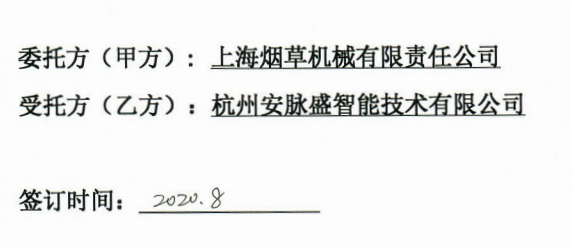 委托方（甲方）：上海烟草机械有限责任公司
受托方（乙方）：杭州安脉盛智能技术有限公司
签订时间：2020.8